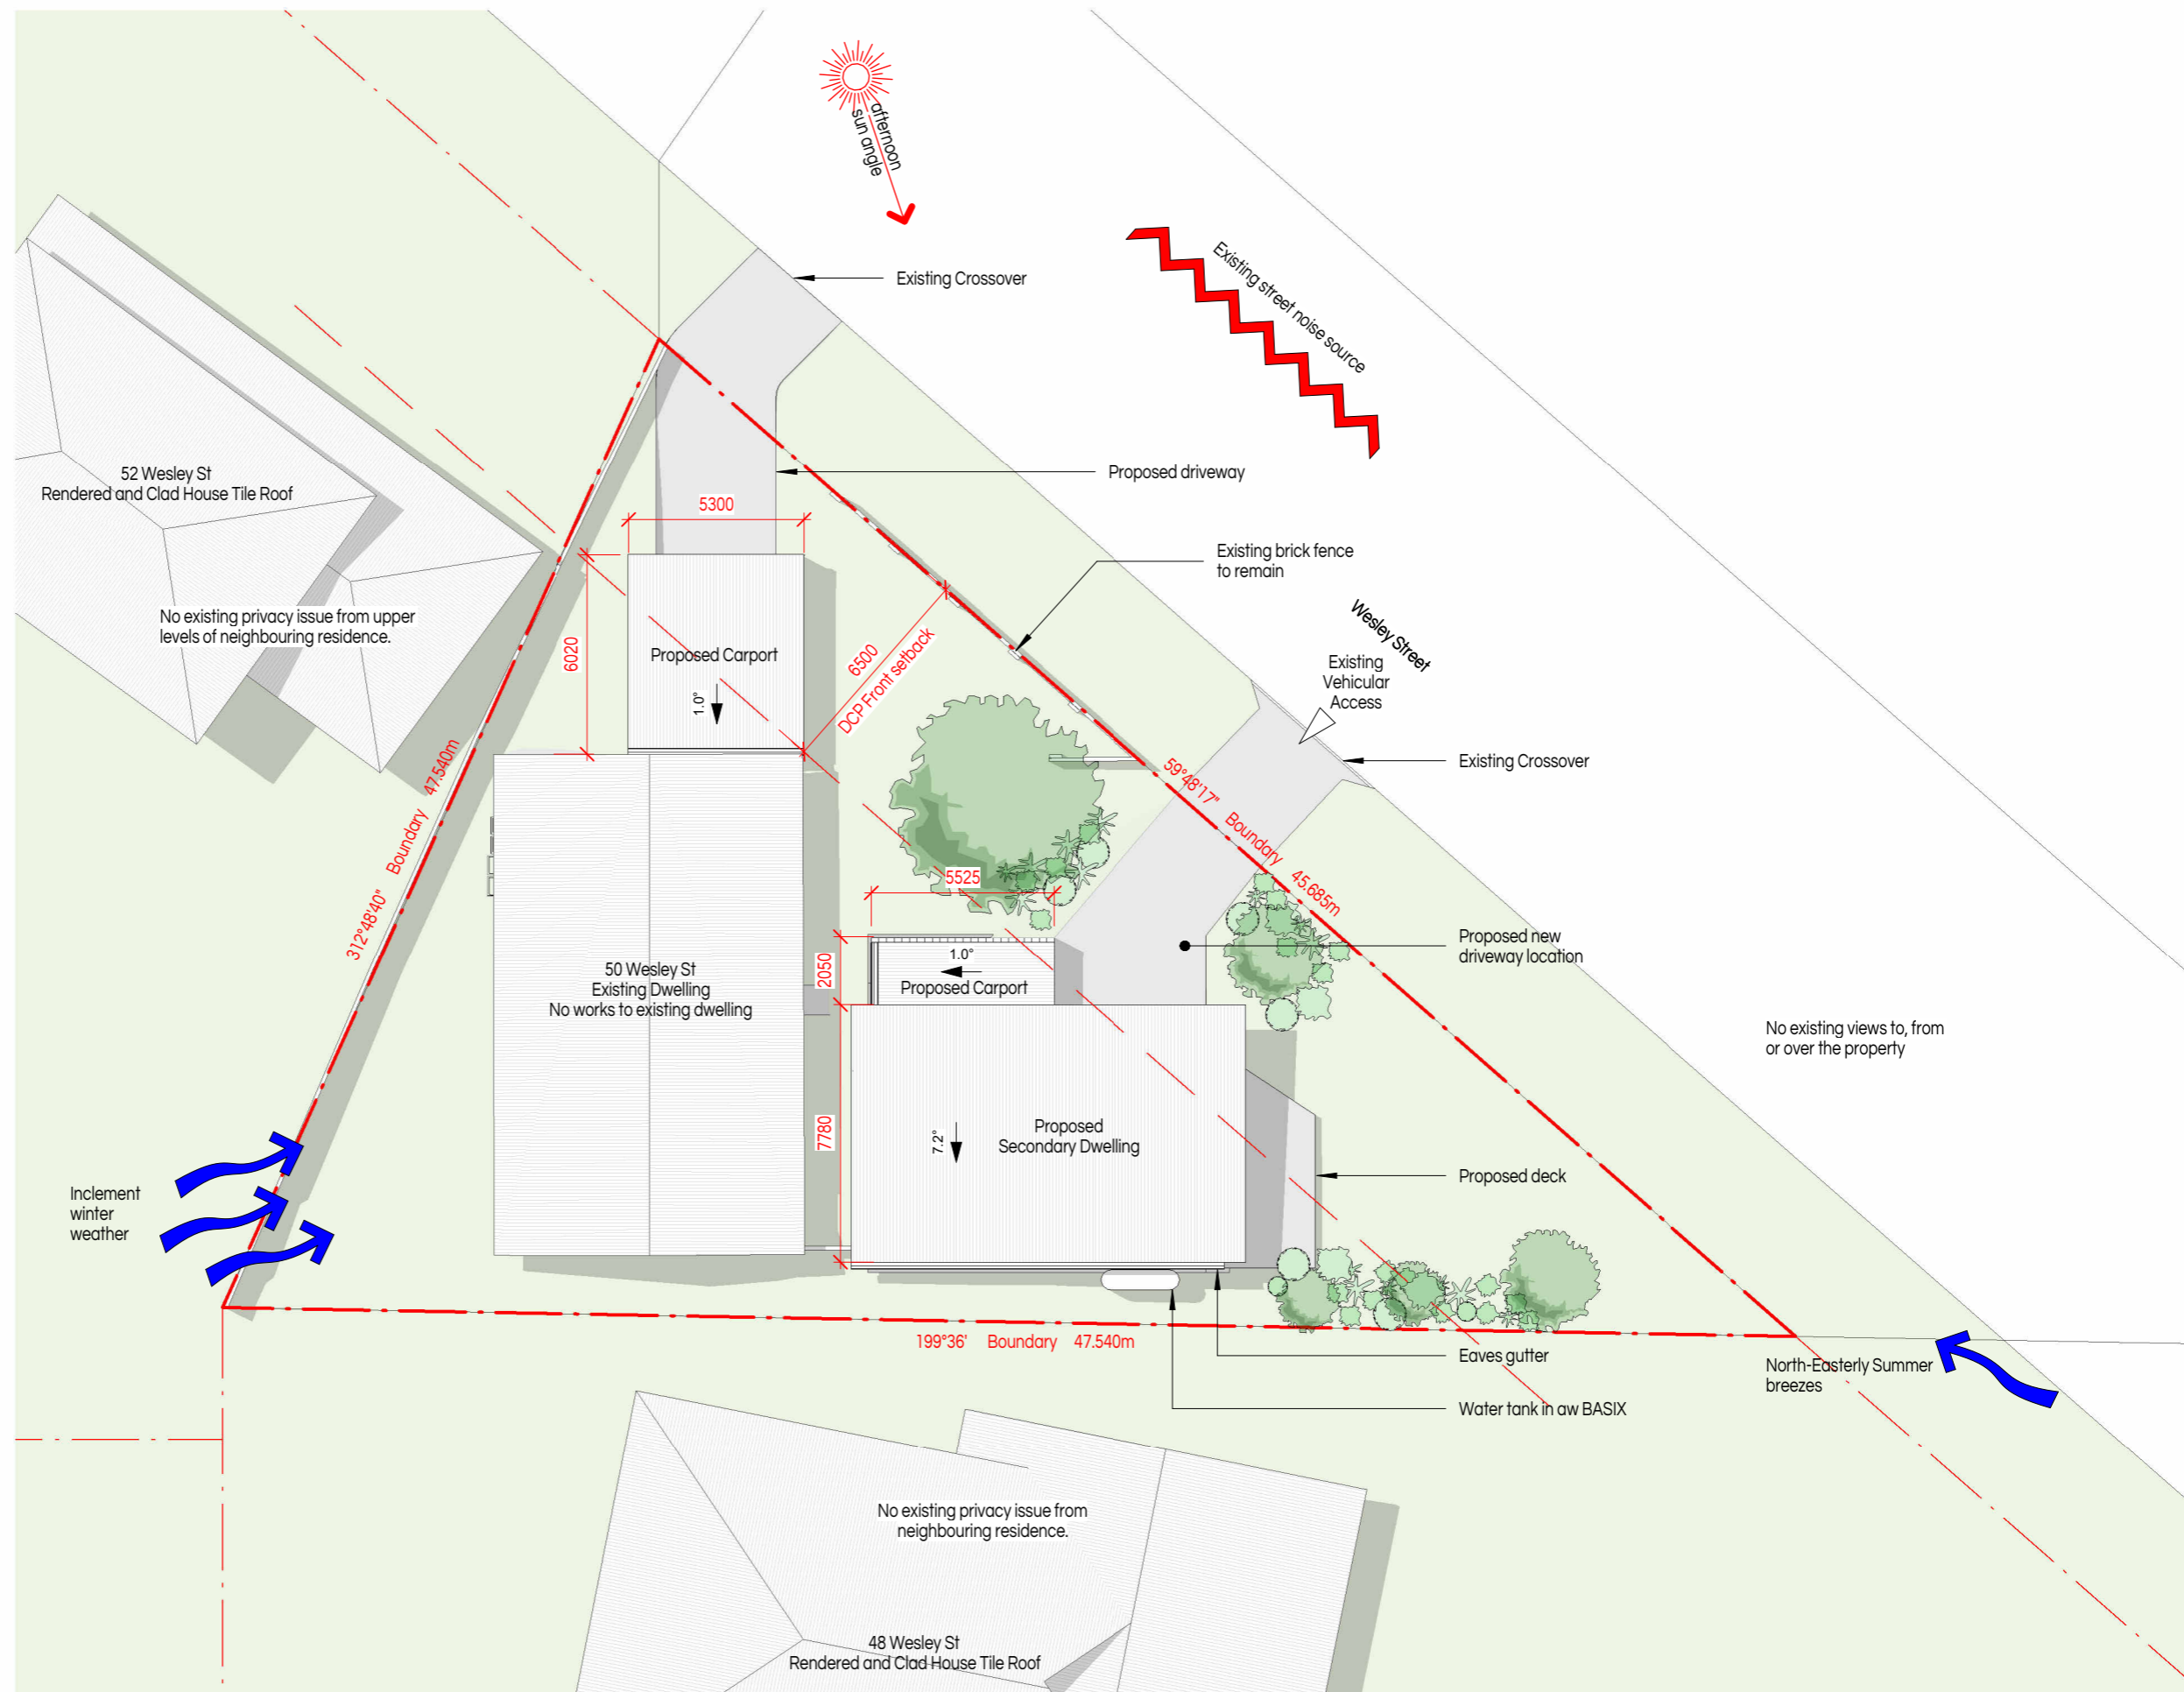 afternoon
sun angle
Existing Crossover
Existing street noise source
52 Wesley St
Rendered and Clad House Tile Roof
Proposed driveway
5300
Existing brick fence
to remain
No existing privacy issue from upper
levels of neighbouring residence.
6020
Proposed Carport
1.0°
6500
DCP Front setback
Wesley Street
Existing
Vehicular
Access
Existing Crossover
312°48'40" Boundary 47.540m
59°48'17" Boundary 45.685m
5525
Proposed new
driveway location
2050
1.0°
Proposed Carport
50 Wesley St
Existing Dwelling
No works to existing dwelling
No existing views to, from
or over the property
7780
7.2°
Proposed
Secondary Dwelling
Proposed deck
Inclement
winter
weather
199°36' Boundary 47.540m
Eaves gutter
North-Easterly Summer
breezes
Water tank in aw BASIX
No existing privacy issue from
neighbouring residence.
48 Wesley St
Rendered and Clad House Tile Roof